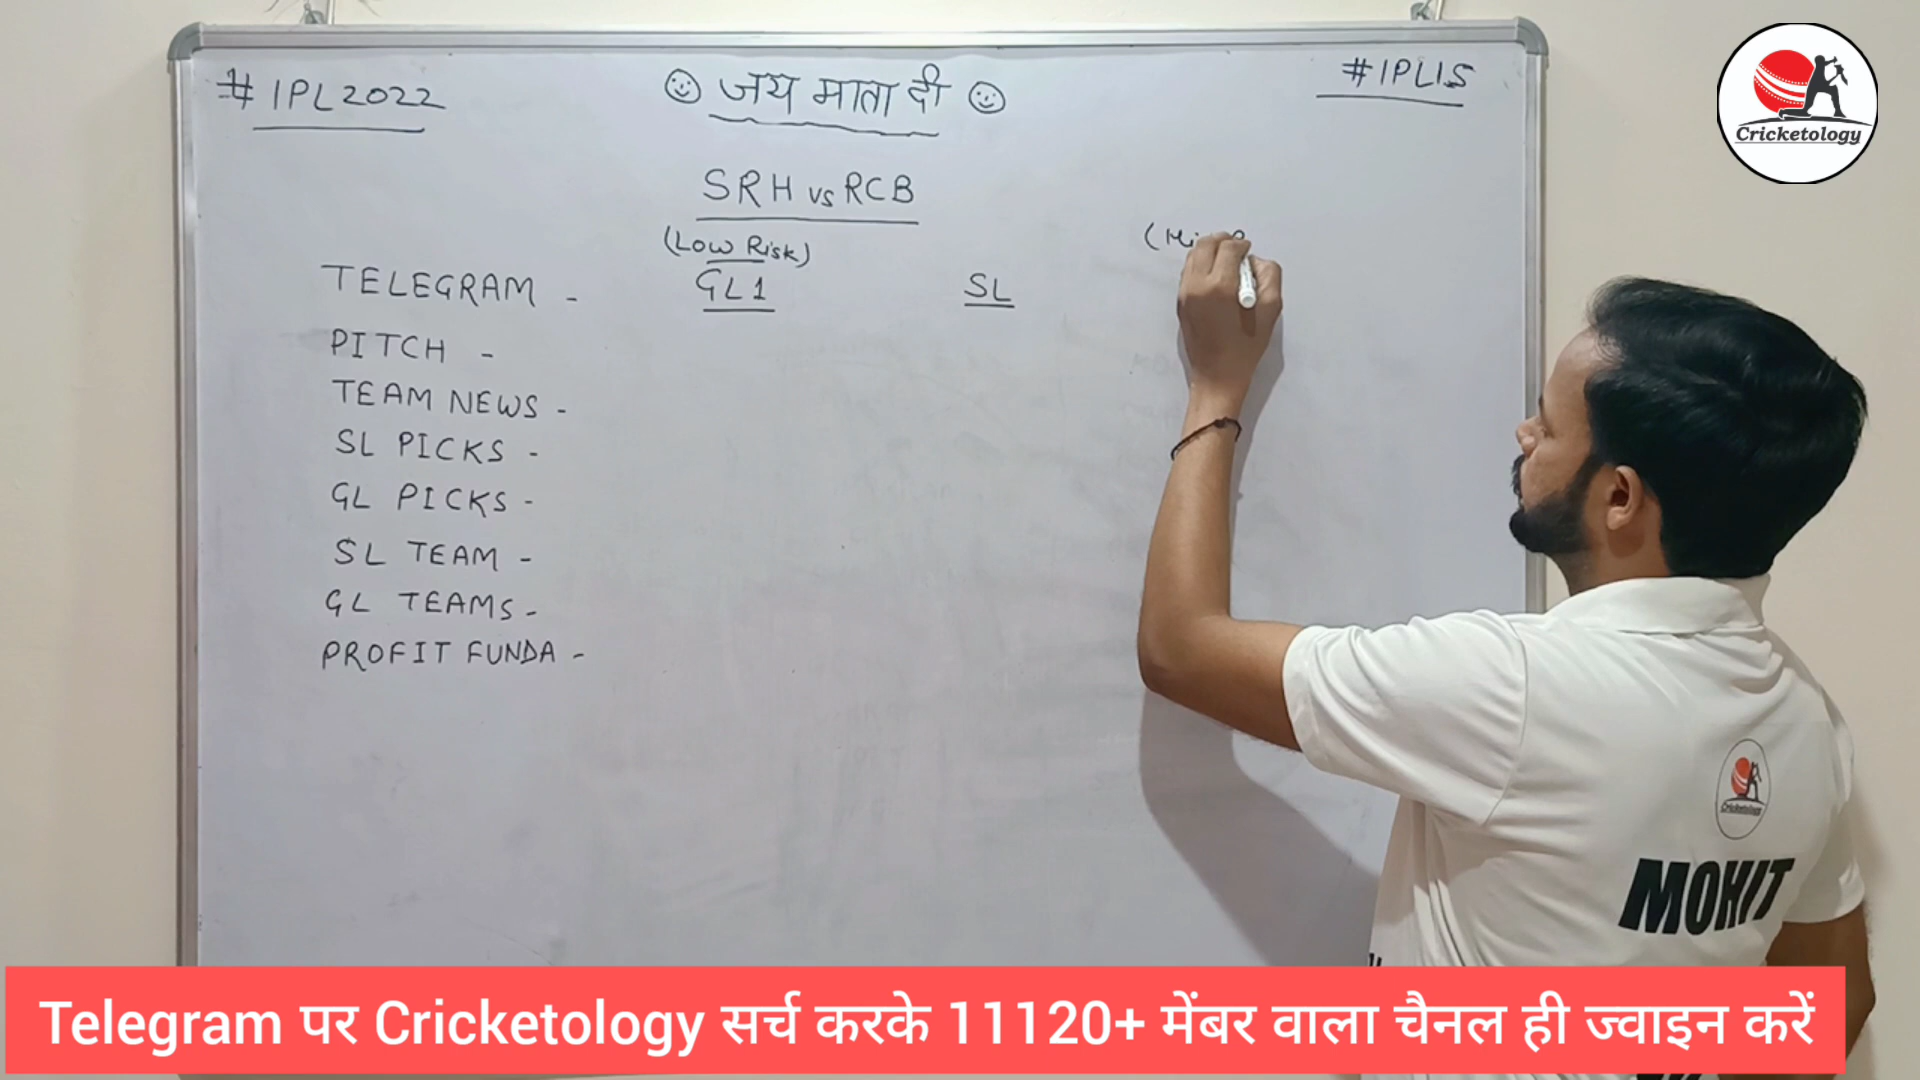 #IPL2022
जय माता दी
#IPL15
Cricketology
SRH vs RCB
(Low Risk)
GL1
SL
TELEGRAM -
PITCH -
TEAM NEWS -
SL PICKS -
GL PICKS -
SL TEAM -
GL TEAMS -
PROFIT FUNDA -
Cricketology
MOHIT
Telegram पर Cricketology सर्च करके 11120+ मेंबर वाला चैनल ही ज्वाइन करें